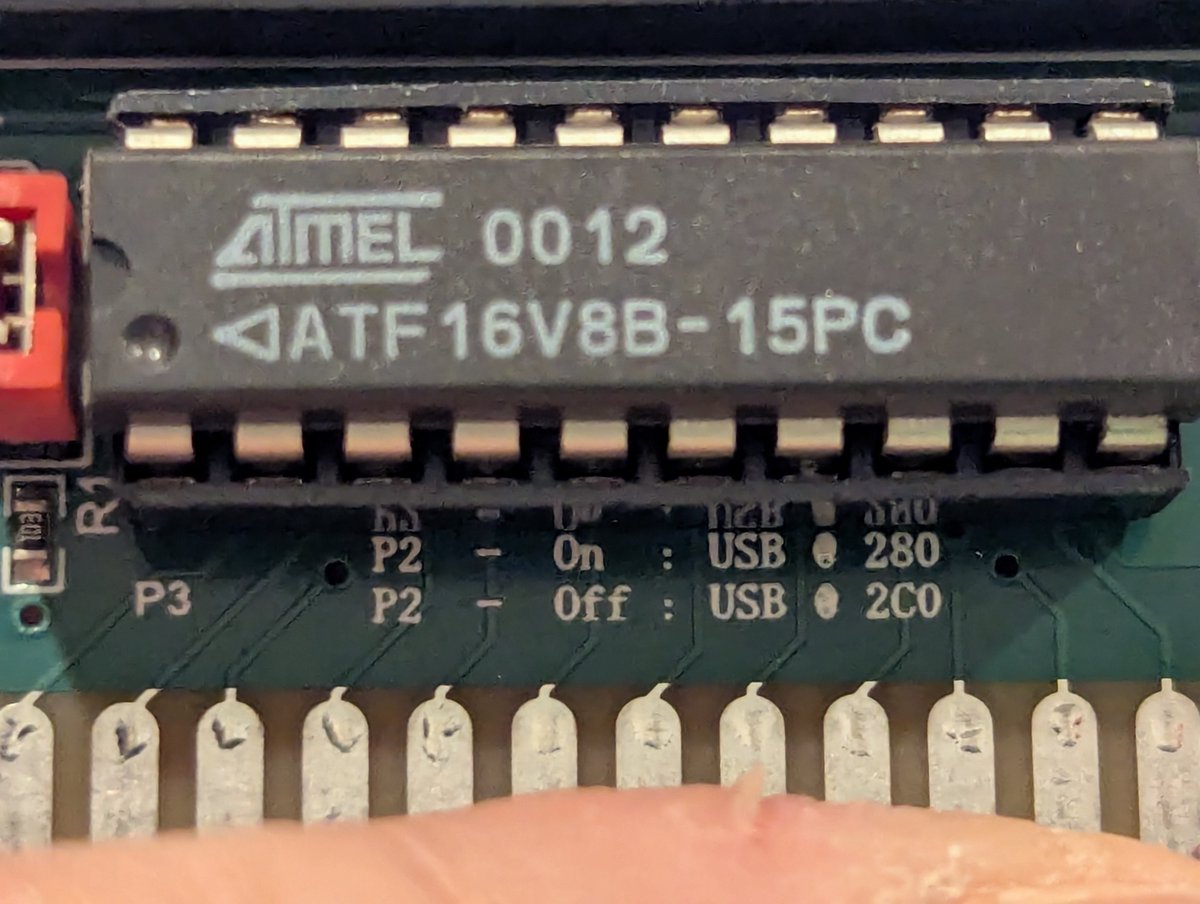 ATMEL 0012
ATF16V8B-15PC
R1
P2 - On : USB @ 280
P3
P2 - Off : USB @ 2C0